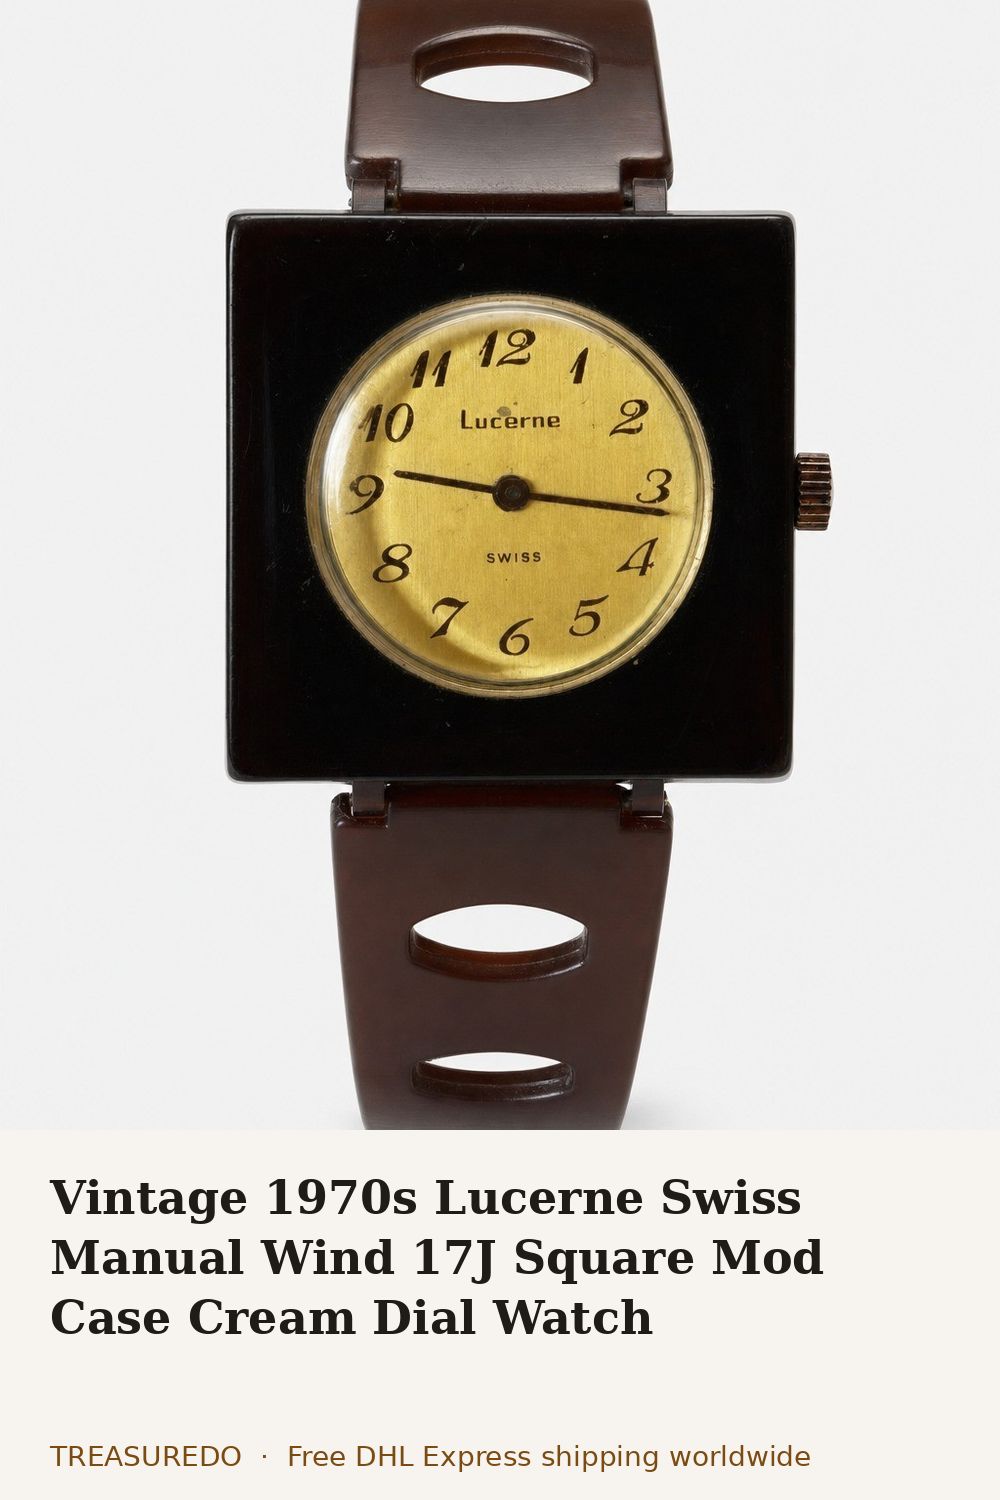 12
11
1
10
2
Lucerne
9
3
SWISS
8
4
7
5
6
Vintage 1970s Lucerne Swiss
Manual Wind 17J Square Mod
Case Cream Dial Watch
TREASUREDO · Free DHL Express shipping worldwide